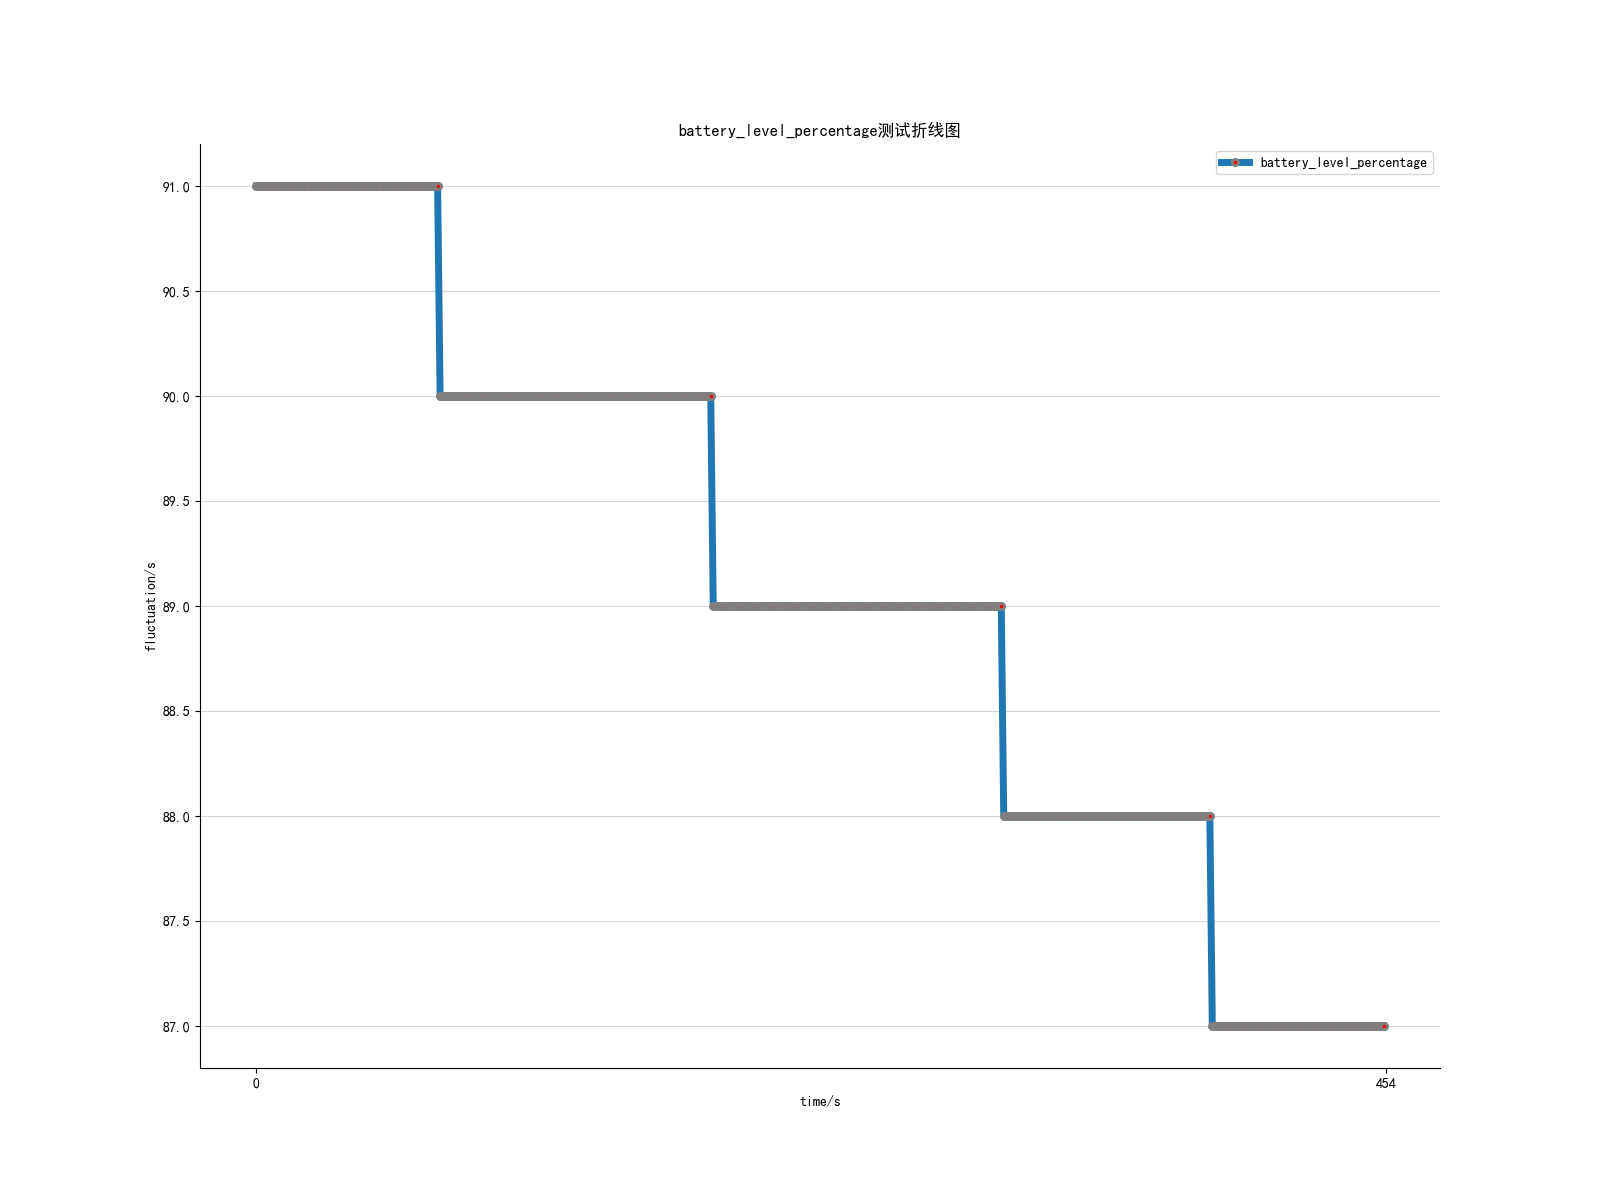 battery_level_percentage测试折线图
battery_level_percentage
91.0
90.5
90.0
89.5
89.0
88.5
88.0
87.5
87.0
fluctuation/s
0
454
time/s